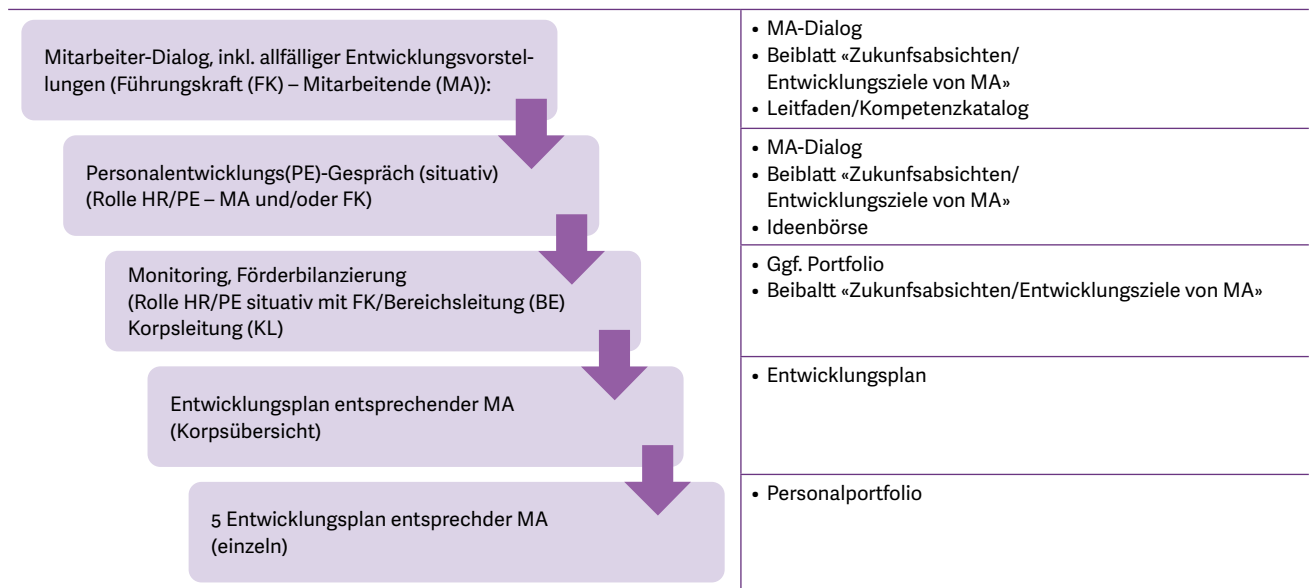 Mitarbeiter-Dialog, inkl. allfälliger Entwicklungsvorstel-
lungen (Führungskraft (FK) – Mitarbeitende (MA)):
• MA-Dialog
• Beiblatt «Zukunfsabsichten/
Entwicklungsziele von MA»
• Leitfaden/Kompetenzkatalog
Personalentwicklungs(PE)-Gespräch (situativ)
(Rolle HR/PE – MA und/oder FK)
• MA-Dialog
• Beiblatt «Zukunfsabsichten/
Entwicklungsziele von MA»
• Ideenbörse
Monitoring, Förderbilanzierung
(Rolle HR/PE situativ mit FK/Bereichsleitung (BE)
Korpsleitung (KL)
• Ggf. Portfolio
• Beibaltt «Zukunfsabsichten/Entwicklungsziele von MA»
Entwicklungsplan entsprechender MA
(Korpsübersicht)
• Entwicklungsplan
5 Entwicklungsplan entsprechder MA
(einzeln)
• Personalportfolio